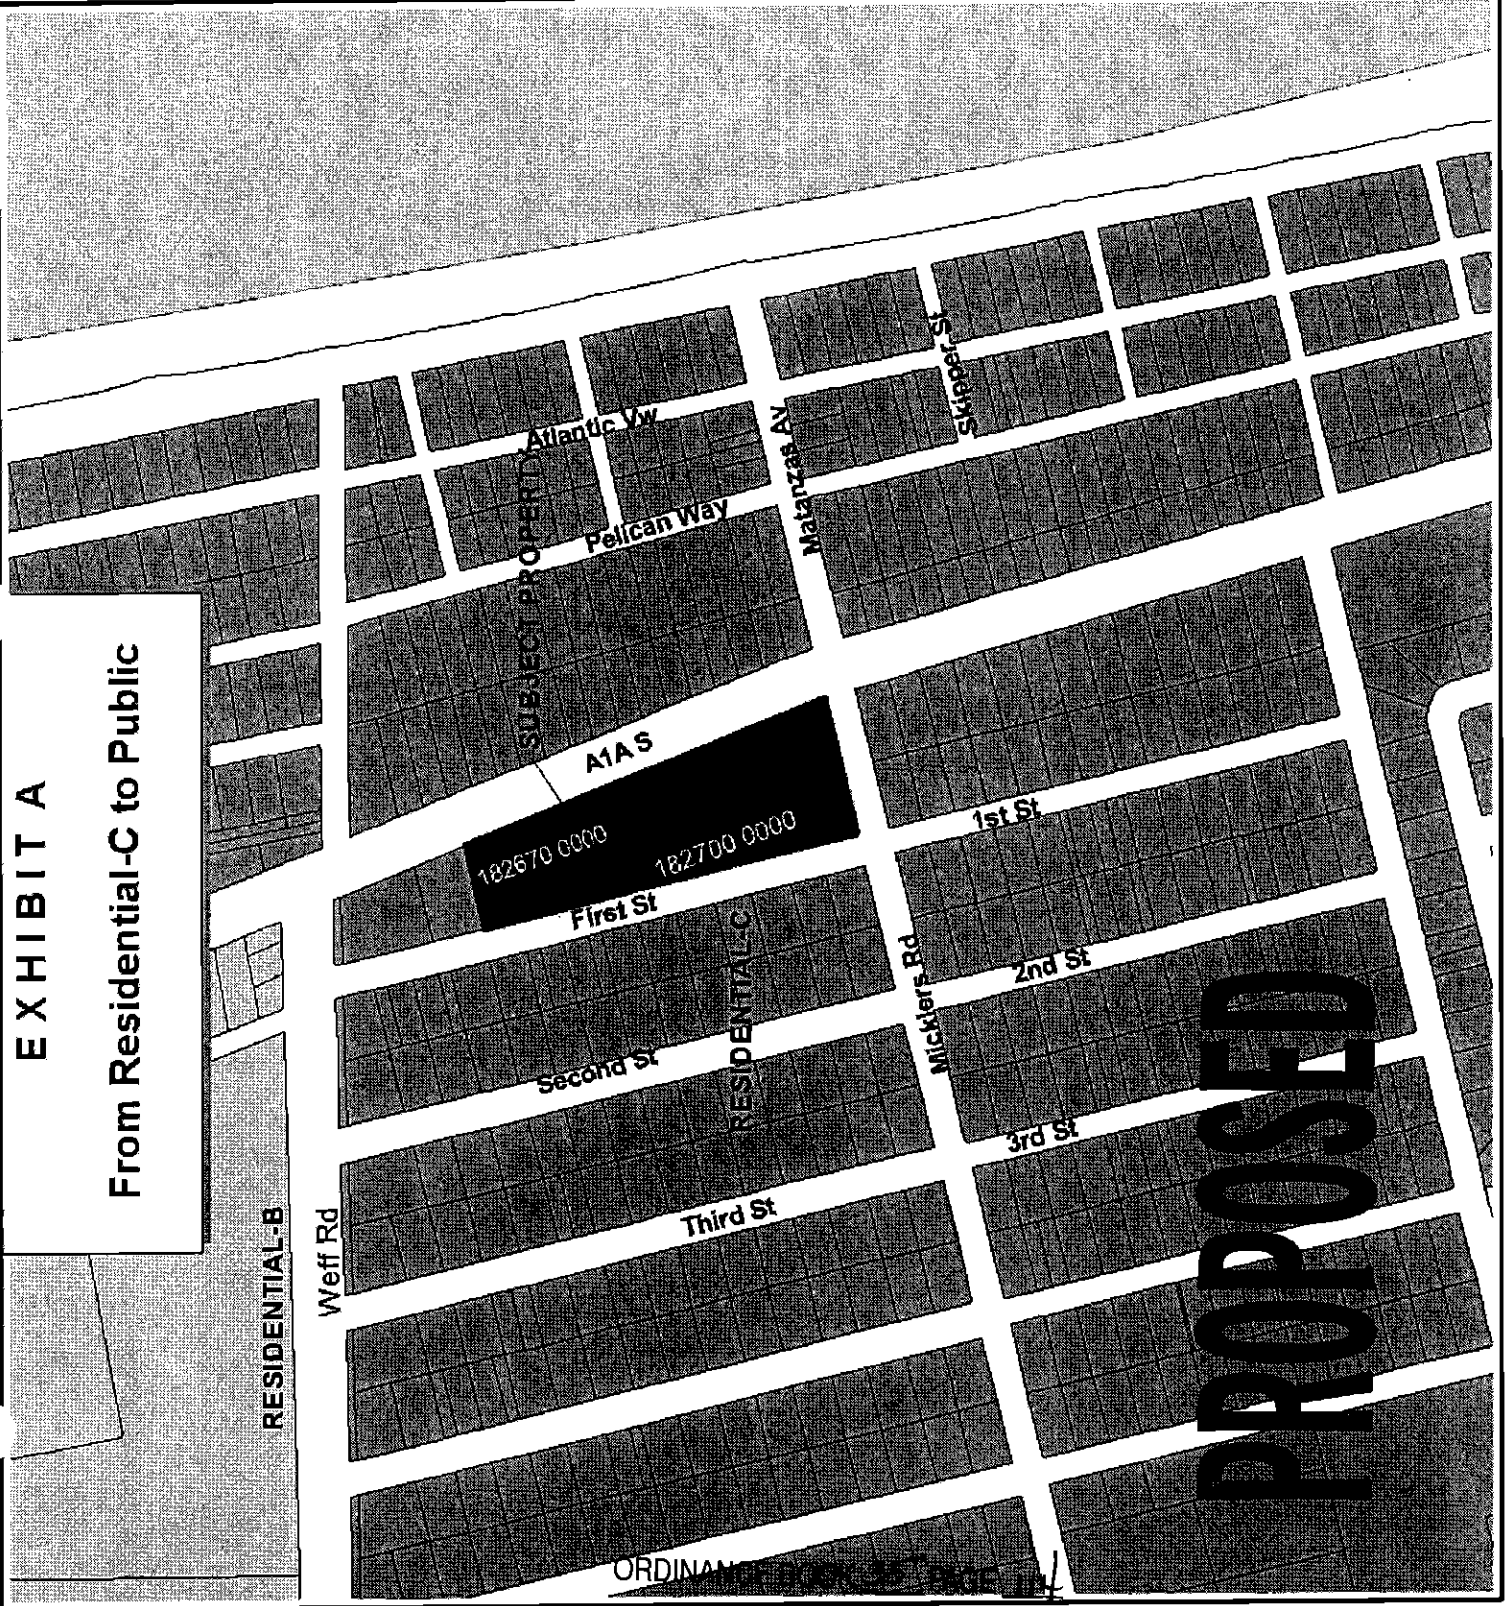 EXHIBIT A
From Residential-C to Public
RESIDENTIAL-B
Weff Rd
SUBJECT PROPERTY
Atlantic Vw
Pelican Way
Matanzas AV
Skipper St
A1A S
182670 0000
182700 0000
First St
1st St
RESIDENTIAL-C
Second St
Micklers Rd
2nd St
Third St
3rd St
PROPOSED
ORDINANCE BOOK PAGE